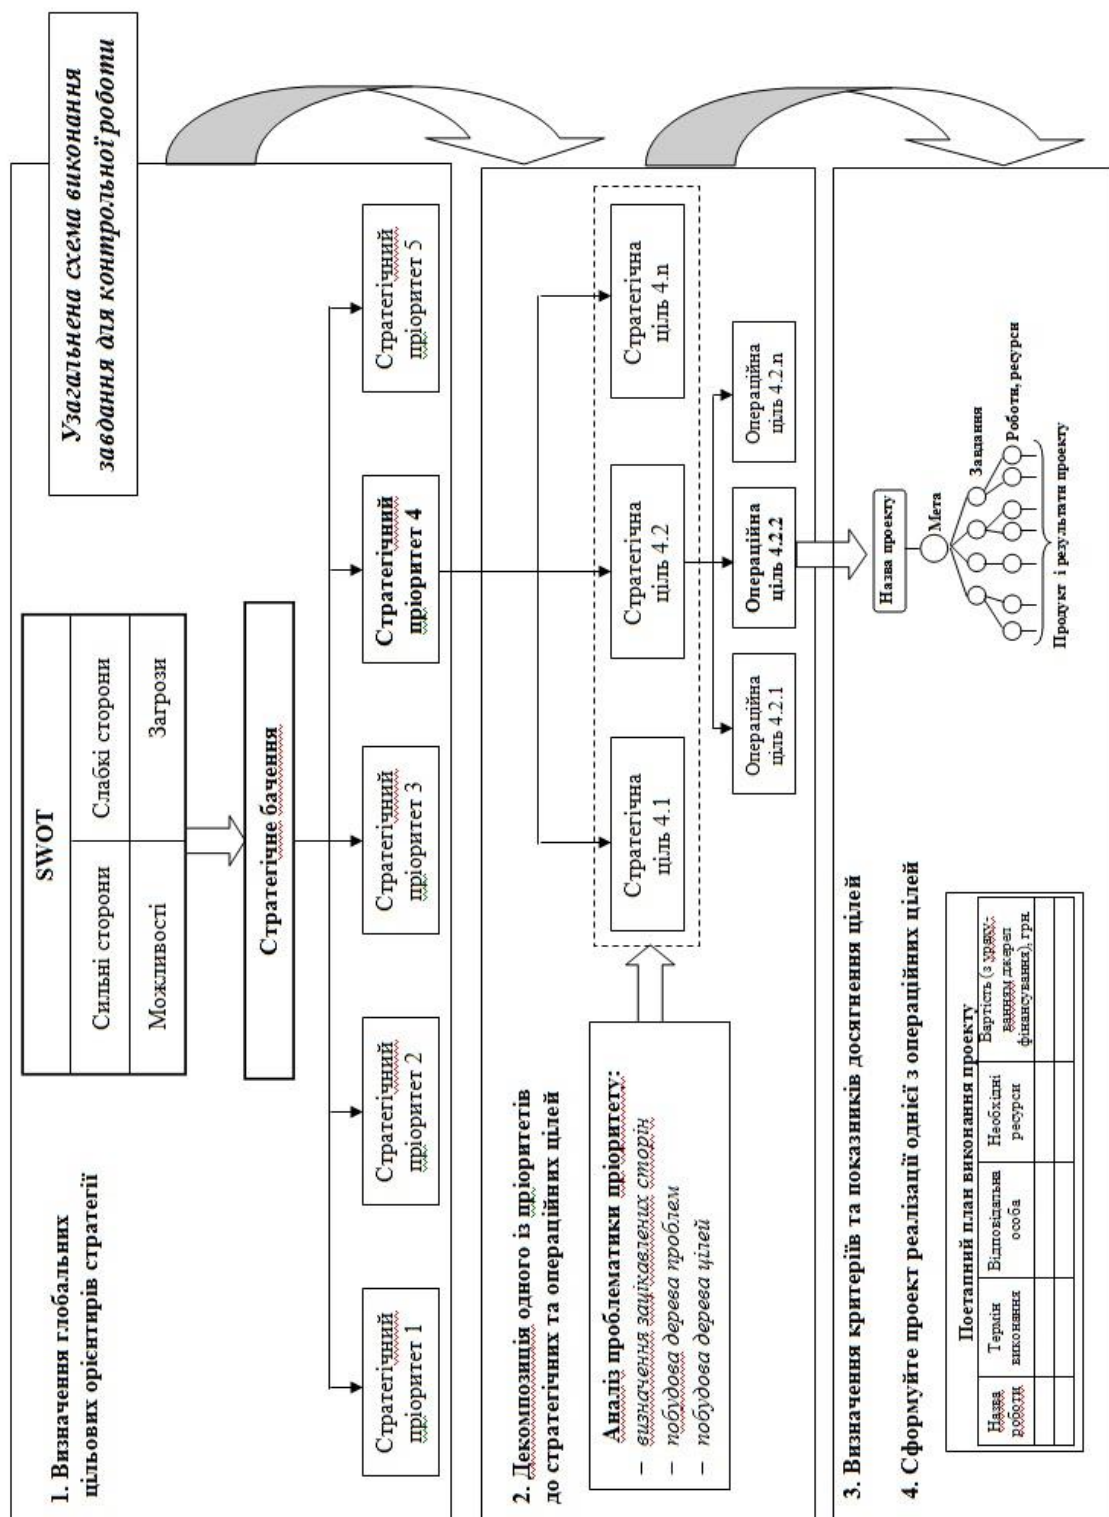 Узагальнена схема виконання
завдання для контрольної роботи
1. Визначення глобальних
цільових орієнтирів стратегії
SWOT
Сильні сторони
Слабкі сторони
Можливості
Загрози
Стратегічне бачення
Стратегічний
пріоритет 1
Стратегічний
пріоритет 2
Стратегічний
пріоритет 3
Стратегічний
пріоритет 4
Стратегічний
пріоритет 5
2. Декомпозиція одного із пріоритетів
до стратегічних та операційних цілей
Аналіз проблематики пріоритету:
– визначення зацікавлених сторін
– побудова дерева проблем
– побудова дерева цілей
Стратегічна
ціль 4.1
Стратегічна
ціль 4.2
Стратегічна
ціль 4.n
Операційна
ціль 4.2.1
Операційна
ціль 4.2.2
Операційна
ціль 4.2.n
3. Визначення критеріїв та показників досягнення цілей
4. Сформуйте проект реалізації однієї з операційних цілей
Поетапний план виконання проекту
Назва
роботи
Термін
виконання
Відповідальна
особа
Необхідні
ресурси
Вартість (з ураху-
ванням джерел
фінансування), грн.
Назва проекту
Мета
Завдання
Роботи, ресурси
Продукт і результати проекту